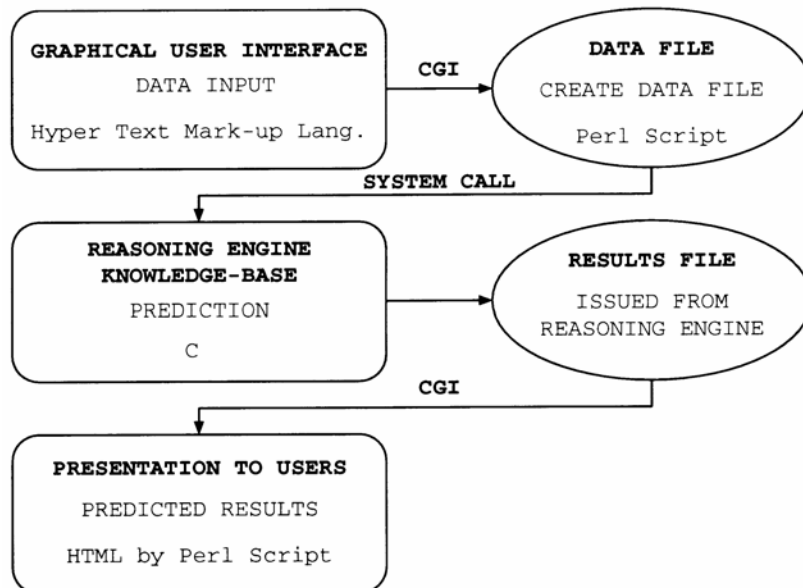 GRAPHICAL USER INTERFACE
DATA INPUT
Hyper Text Mark-up Lang.
CGI
DATA FILE
CREATE DATA FILE
Perl Script
SYSTEM CALL
REASONING ENGINE
KNOWLEDGE-BASE
PREDICTION
C
RESULTS FILE
ISSUED FROM
REASONING ENGINE
CGI
PRESENTATION TO USERS
PREDICTED RESULTS
HTML by Perl Script